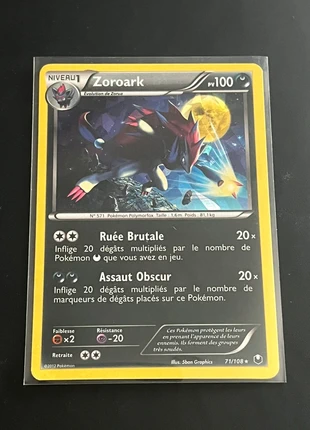 NIVEAU 1
Zoroark
PV100
Évolution de Zorua
N° 571 Pokémon Polymorfox Taille : 1,6m Poids : 81,1kg
Ruée Brutale 20×
Inflige 20 dégâts multipliés par le nombre de
Pokémon que vous avez en jeu.
Assaut Obscur 20×
Inflige 20 dégâts multipliés par le nombre de
marqueurs de dégâts placés sur ce Pokémon.
Faiblesse
×2
Résistance
-20
Retraite
Ces Pokémon protègent les leurs
en prenant l'apparence de leurs
ennemis. Ils forment des groupes
très soudés.
©2012 Pokémon
Illus. 5ban Graphics
71/108 ★